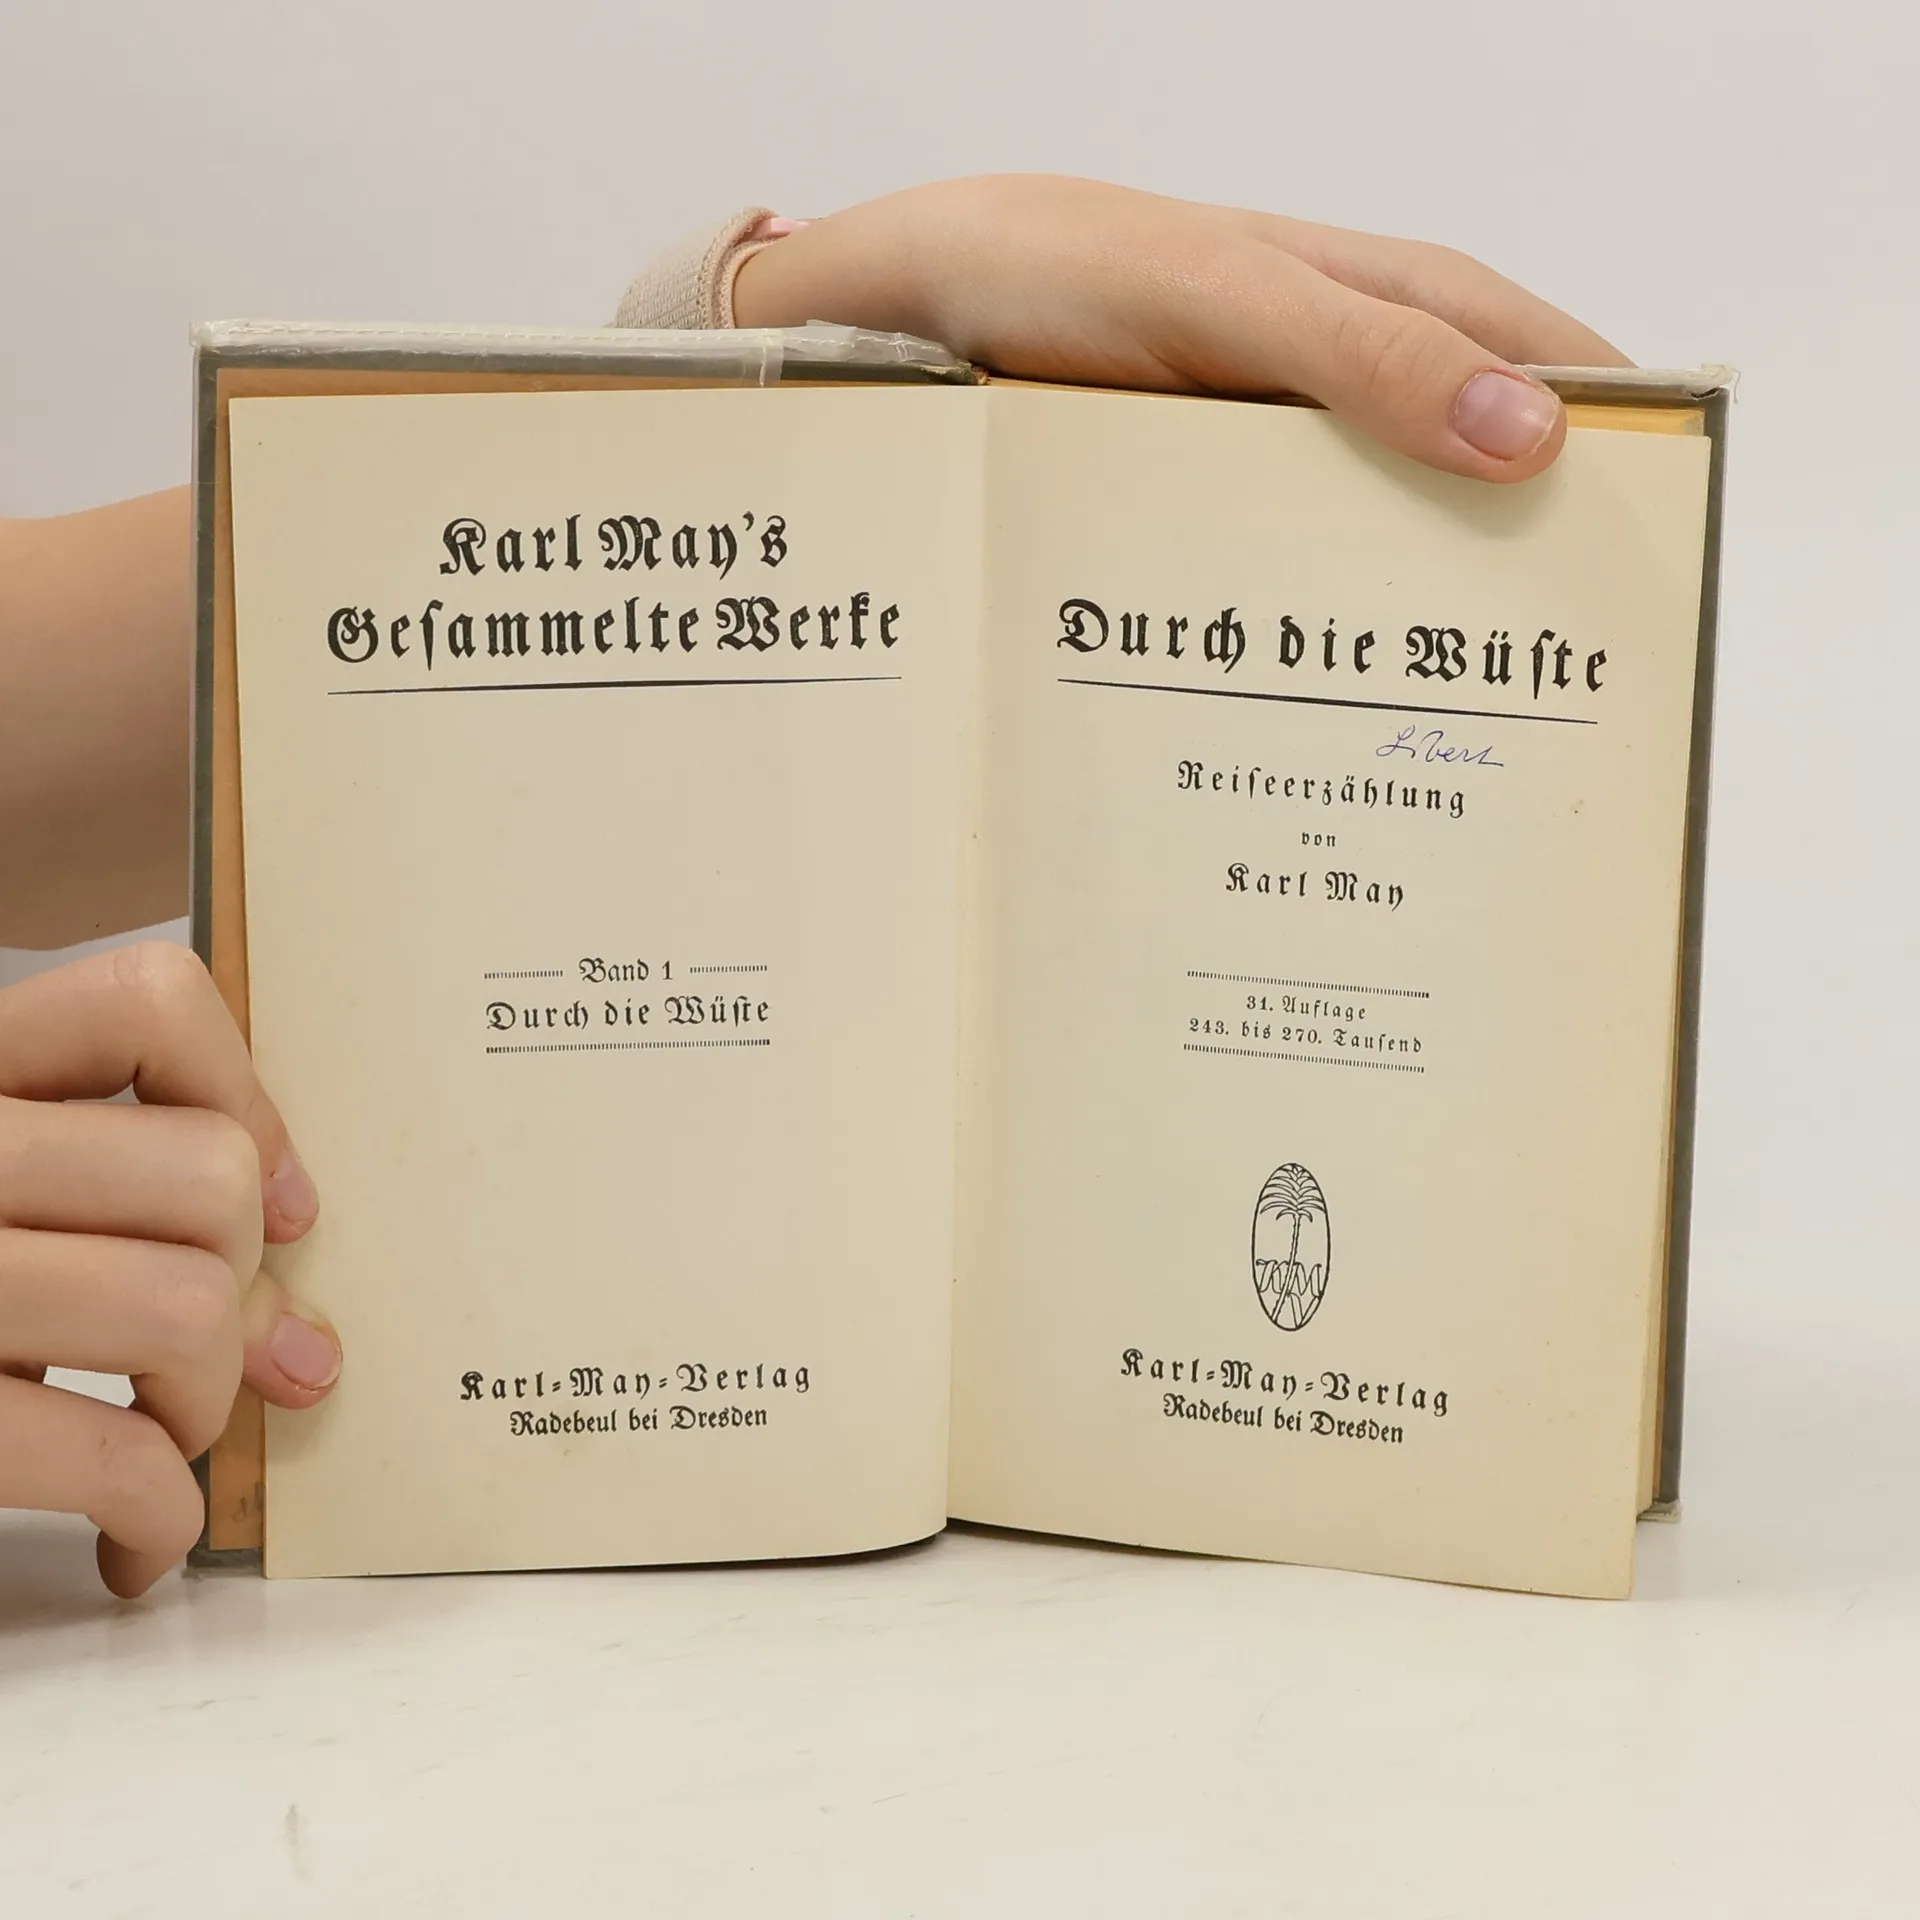 Karl May's
Gesammelte Werke
Band 1
Durch die Wüste
Karl-May-Verlag
Radebeul bei Dresden
Durch die Wüste
Reiseerzählung
von
Karl May
31. Auflage
243. bis 270. Tausend
KMV
Karl-May-Verlag
Radebeul bei Dresden